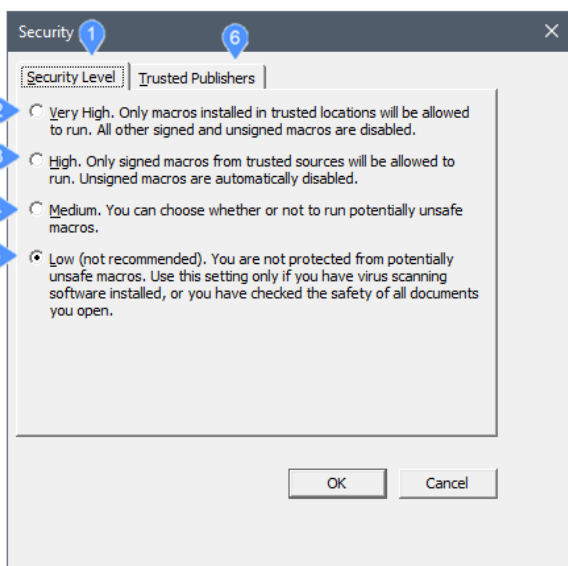 Security 1
6
Security Level Trusted Publishers
Very High. Only macros installed in trusted locations will be allowed
to run. All other signed and unsigned macros are disabled.
High. Only signed macros from trusted sources will be allowed to
run. Unsigned macros are automatically disabled.
Medium. You can choose whether or not to run potentially unsafe
macros.
Low (not recommended). You are not protected from potentially
unsafe macros. Use this setting only if you have virus scanning
software installed, or you have checked the safety of all documents
you open.
OK Cancel